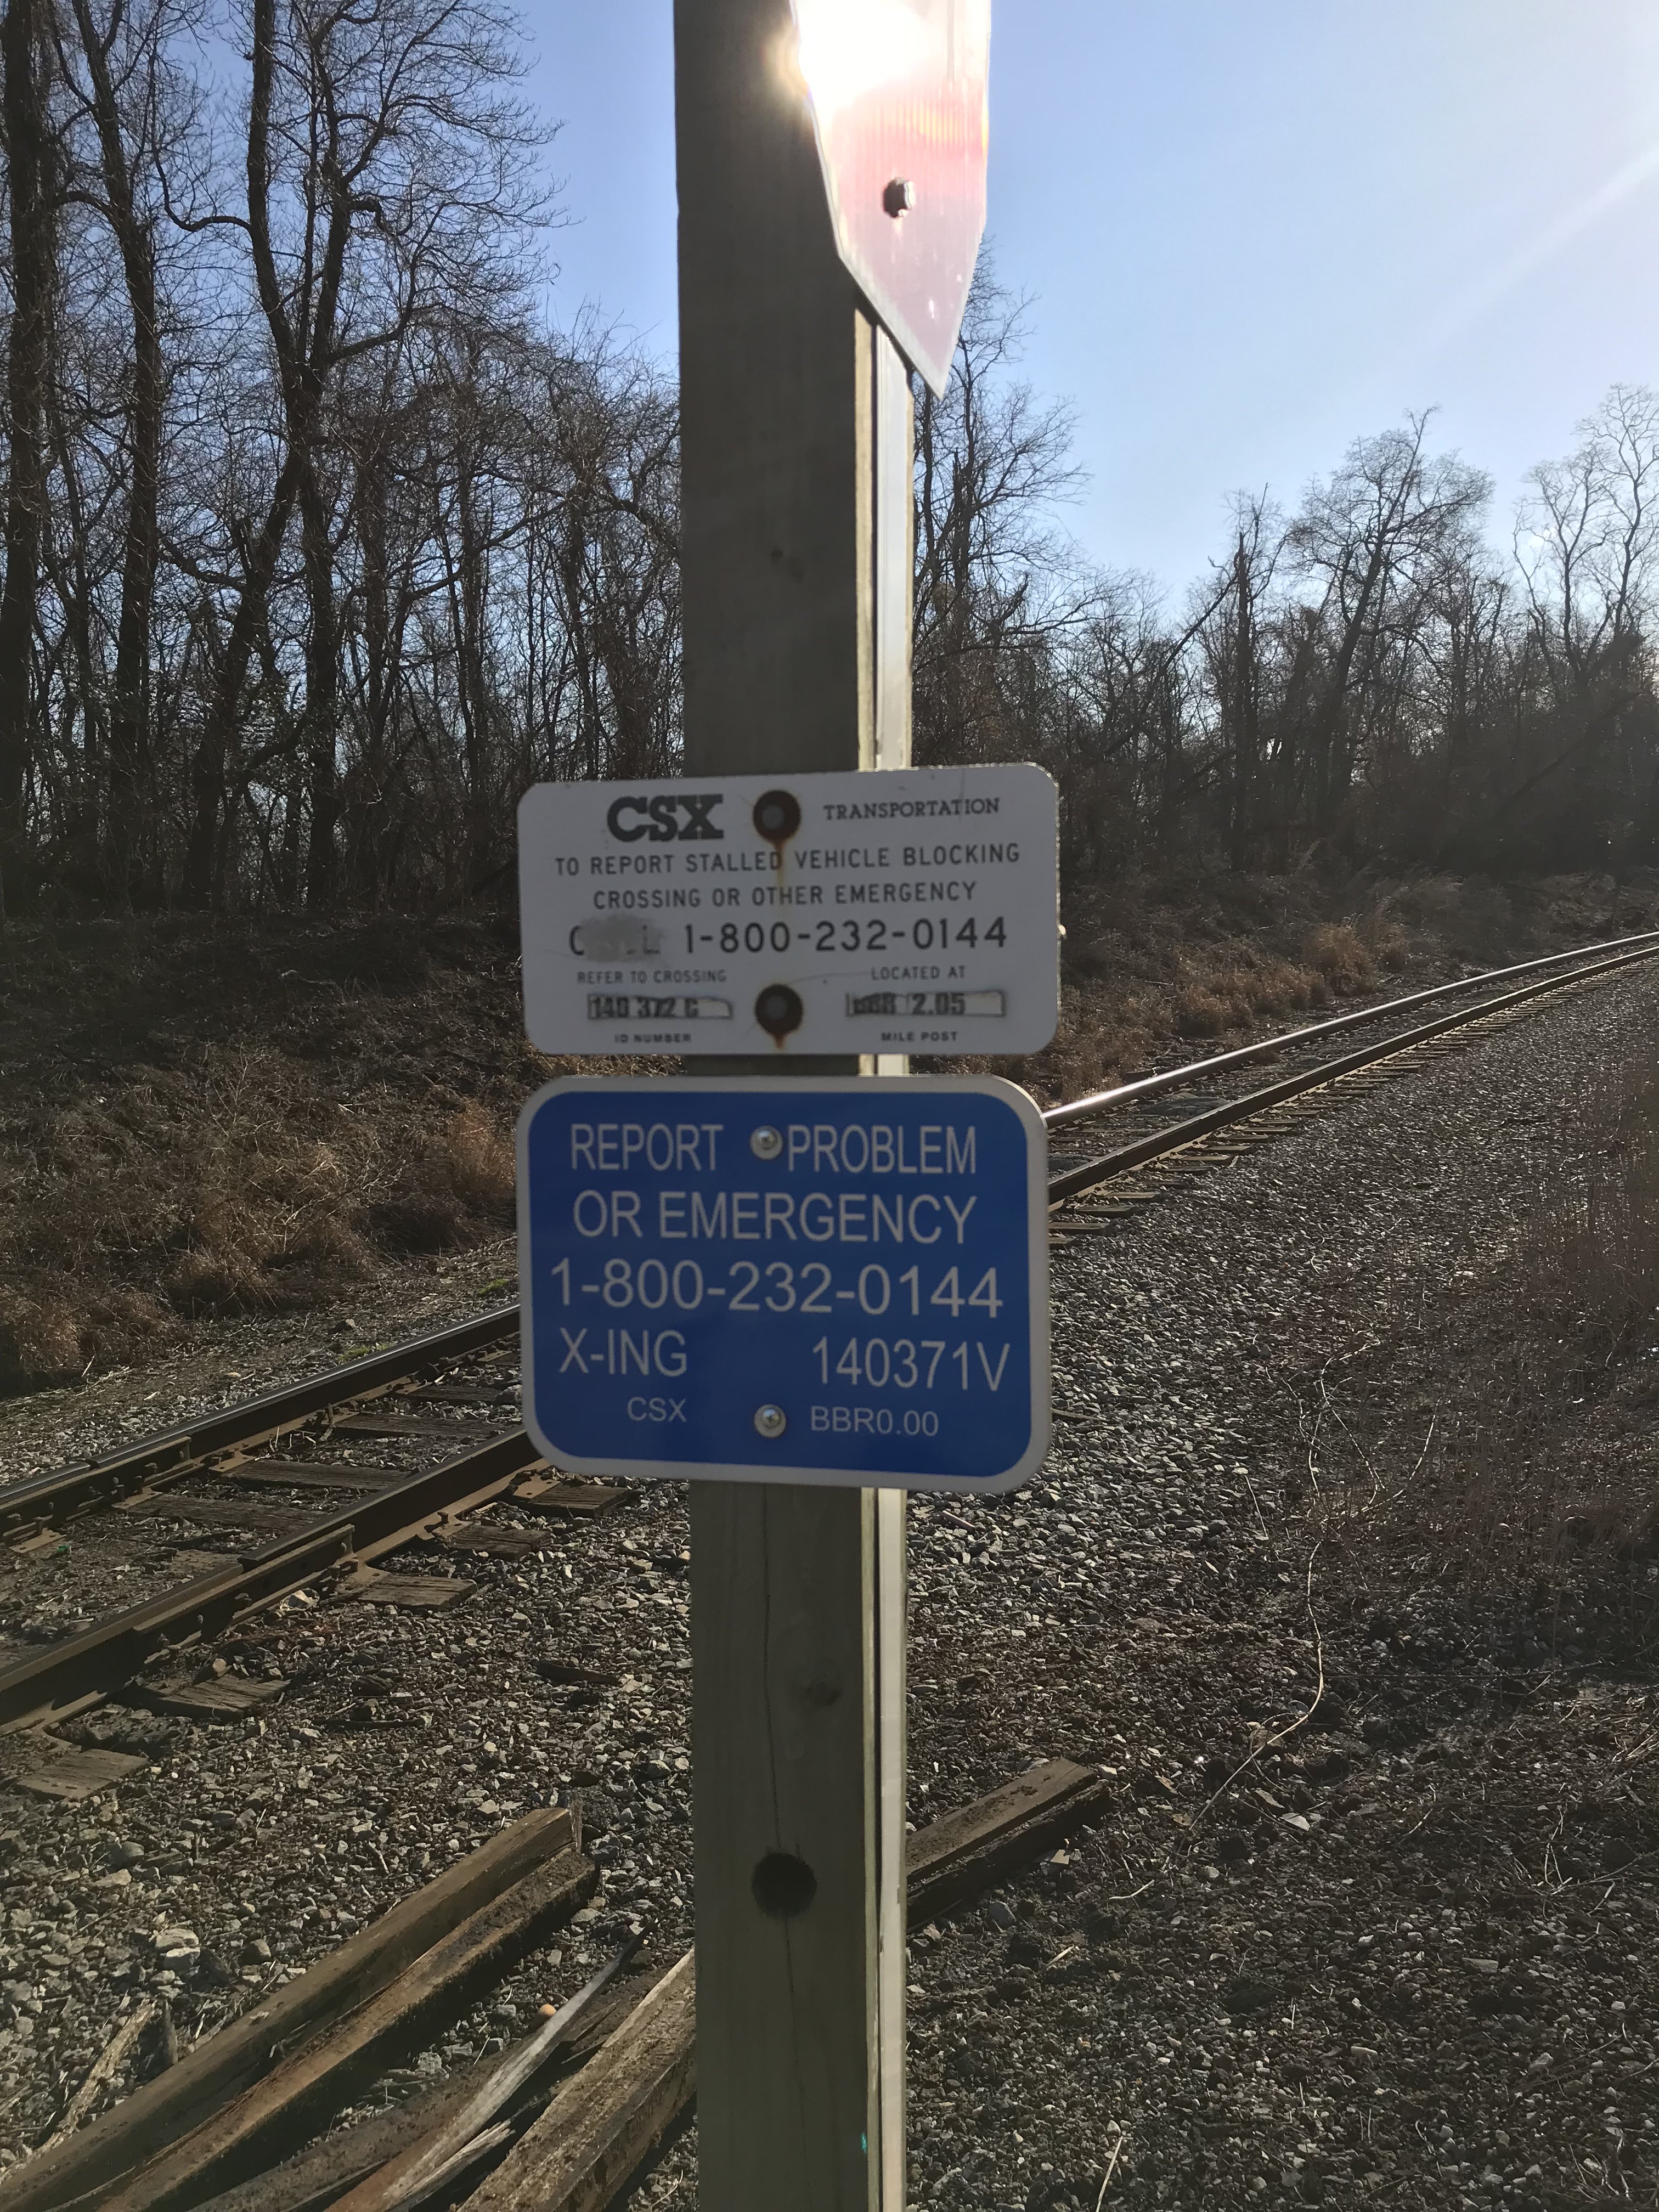 CSX TRANSPORTATION
TO REPORT STALLED VEHICLE BLOCKING
CROSSING OR OTHER EMERGENCY
1-800-232-0144
REFER TO CROSSING LOCATED AT
140 372 C 2.05
ID NUMBER MILE POST
REPORT PROBLEM
OR EMERGENCY
1-800-232-0144
X-ING 140371V
CSX BBR0.00